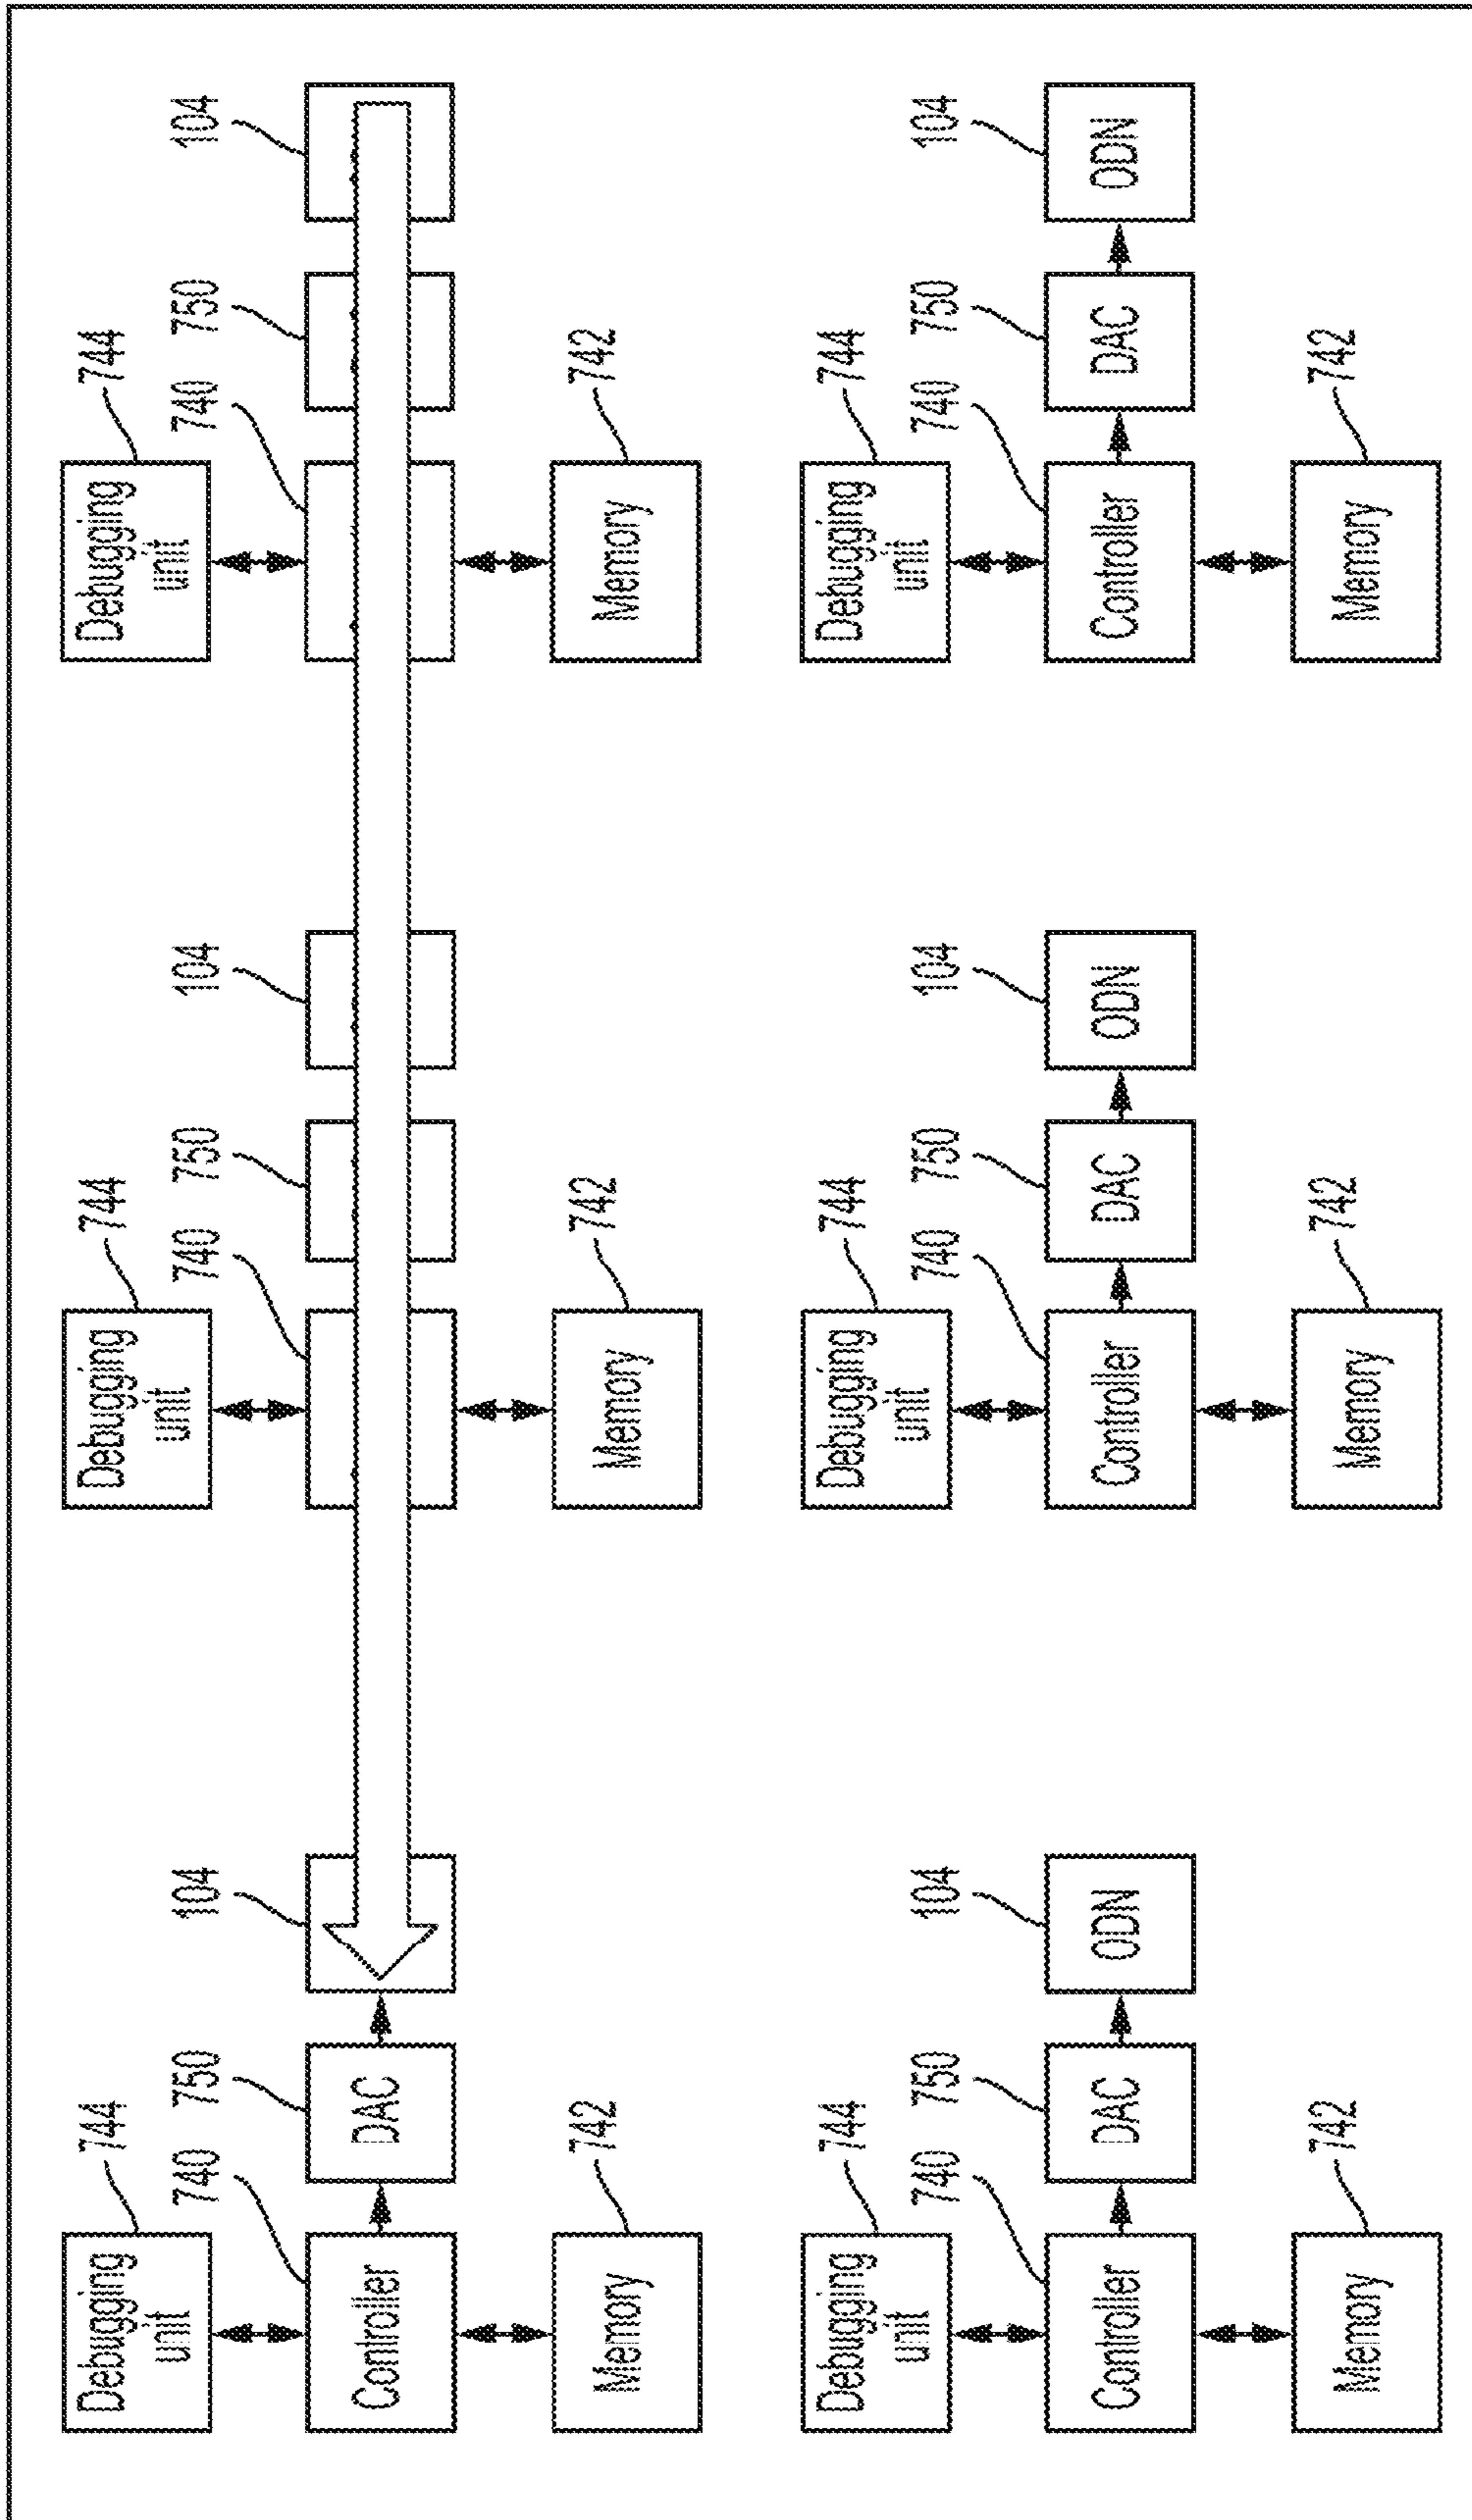 Debugging
unit
744
740
750
104
Controller
DAC
742
Memory
Debugging
unit
744
740
750
104
742
Memory
Debugging
unit
744
740
750
104
742
Memory
Debugging
unit
744
740
750
104
Controller
DAC
ODN
742
Memory
Debugging
unit
744
740
750
104
Controller
DAC
ODN
742
Memory
Debugging
unit
744
740
750
104
Controller
DAC
ODN
742
Memory